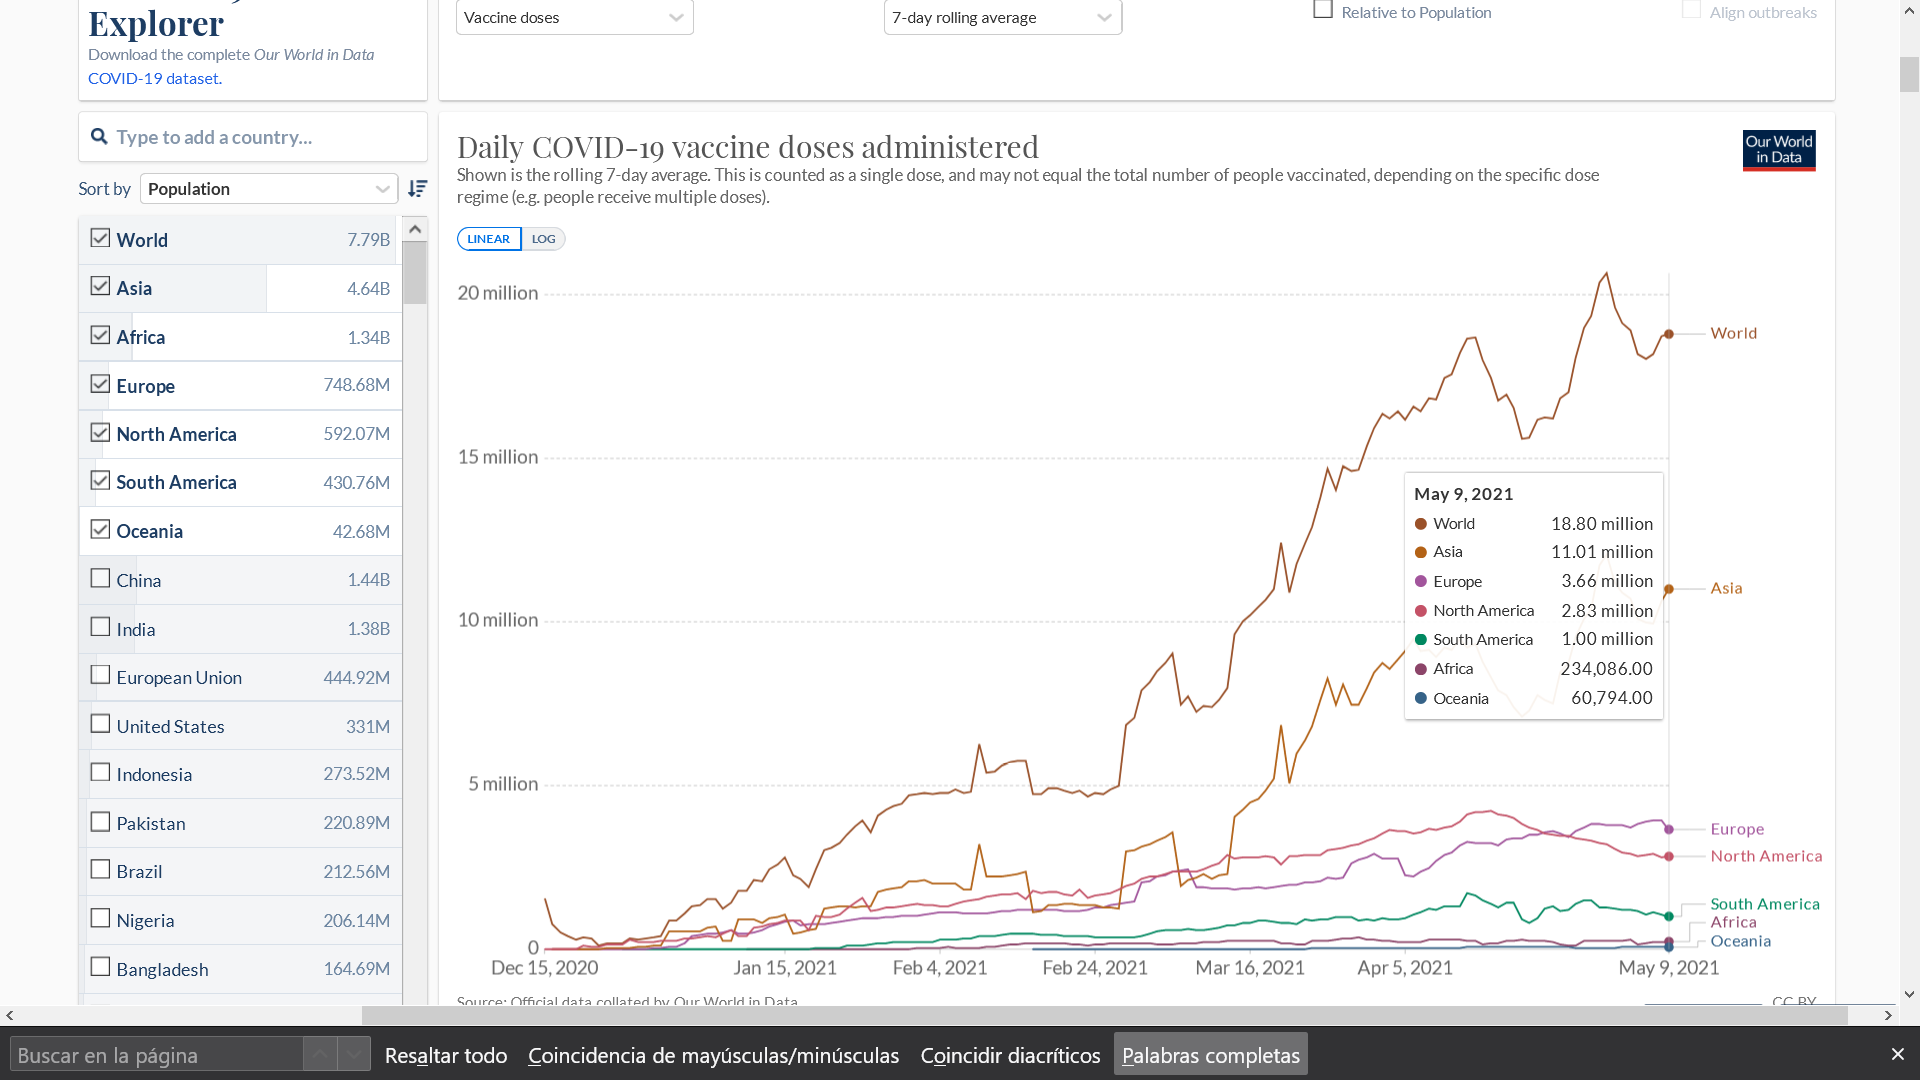 Explorer
Download the complete Our World in Data
COVID-19 dataset.
Vaccine doses
7-day rolling average
Relative to Population
Align outbreaks
Type to add a country...
Sort by
Population
World 7.79B
Asia 4.64B
Africa 1.34B
Europe 748.68M
North America 592.07M
South America 430.76M
Oceania 42.68M
China 1.44B
India 1.38B
European Union 444.92M
United States 331M
Indonesia 273.52M
Pakistan 220.89M
Brazil 212.56M
Nigeria 206.14M
Bangladesh 164.69M
Daily COVID-19 vaccine doses administered
Shown is the rolling 7-day average. This is counted as a single dose, and may not equal the total number of people vaccinated, depending on the specific dose
regime (e.g. people receive multiple doses).
Our World
in Data
LINEAR LOG
20 million
15 million
10 million
5 million
0
Dec 15, 2020
Jan 15, 2021
Feb 4, 2021
Feb 24, 2021
Mar 16, 2021
Apr 5, 2021
May 9, 2021
World
Asia
Europe
North America
South America
Africa
Oceania
May 9, 2021
World 18.80 million
Asia 11.01 million
Europe 3.66 million
North America 2.83 million
South America 1.00 million
Africa 234,086.00
Oceania 60,794.00
Source: Official data collated by Our World in Data
CC BY
Buscar en la página
Resaltar todo
Coincidencia de mayúsculas/minúsculas
Coincidir diacríticos
Palabras completas